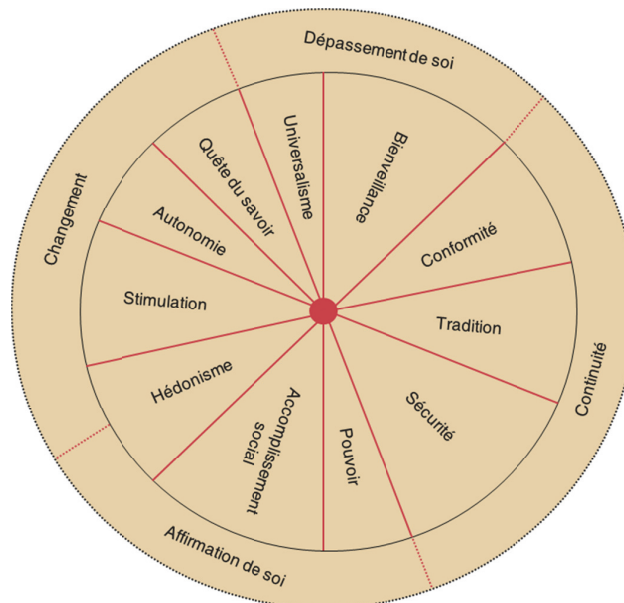 Dépassement de soi
Universalisme
Bienveillance
Quête du savoir
Changement
Autonomie
Conformité
Stimulation
Tradition
Continuité
Hédonisme
Sécurité
Accomplissement
social
Pouvoir
Affirmation de soi